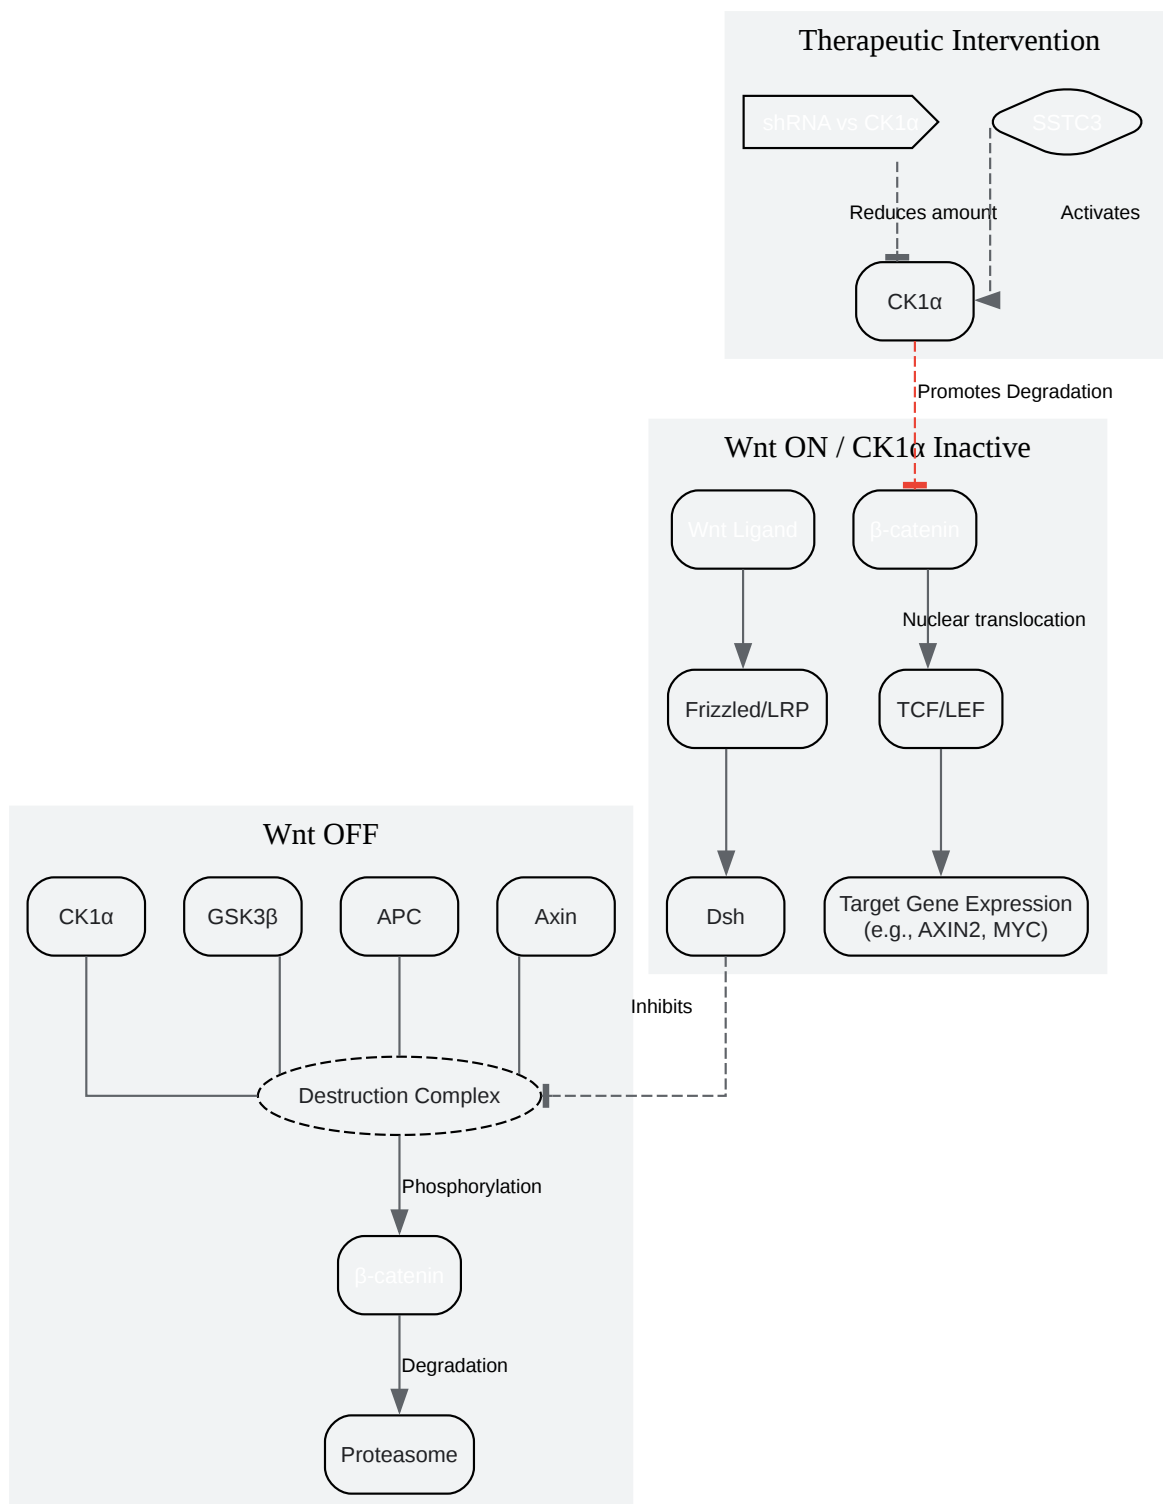 Therapeutic Intervention
shRNA vs CK1α
SSTC3
Reduces amount
Activates
CK1α
Promotes Degradation
Wnt ON / CK1α Inactive
Wnt Ligand
β-catenin
Nuclear translocation
Frizzled/LRP
TCF/LEF
Wnt OFF
CK1α
GSK3β
APC
Axin
Dsh
Target Gene Expression
(e.g., AXIN2, MYC)
Inhibits
Destruction Complex
Phosphorylation
β-catenin
Degradation
Proteasome